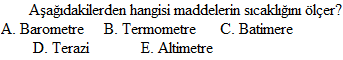 Aşağıdakilerden hangisi maddelerin sıcaklığını ölçer?
A. Barometre B. Termometre C. Batimere
D. Terazi E. Altimetre